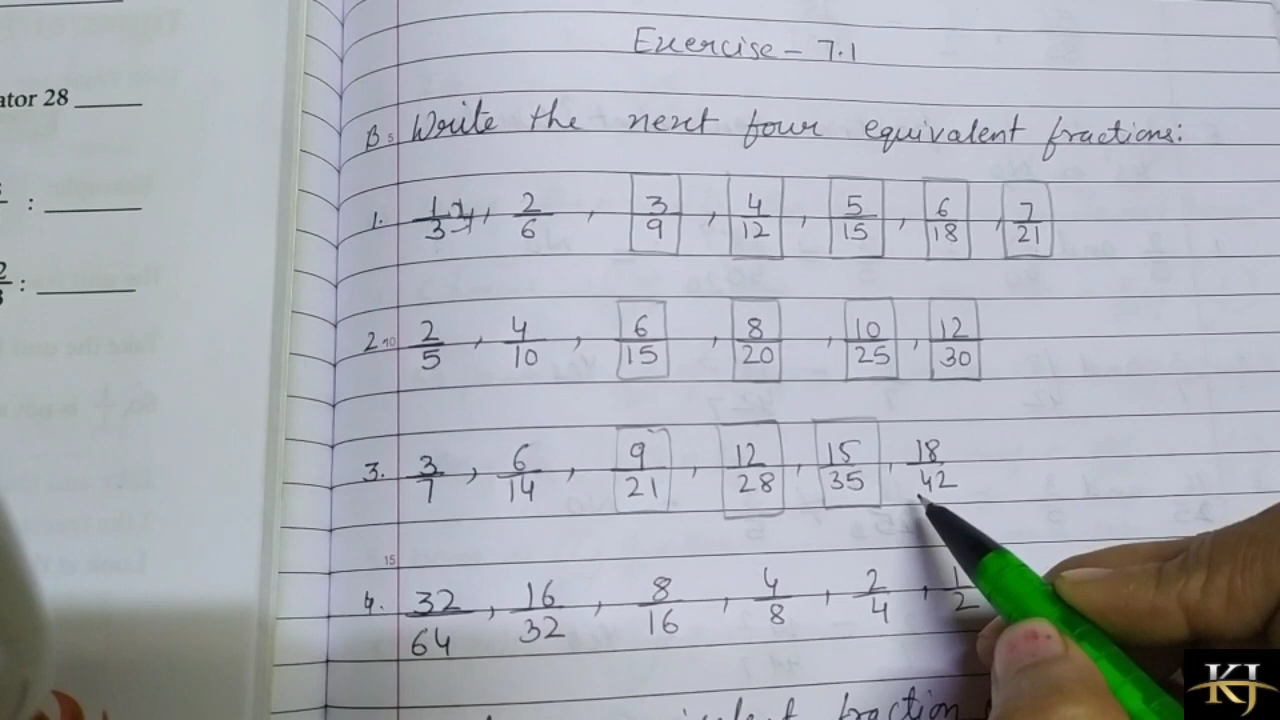 Exercise - 7.1
ator 28
B. Write the next four equivalent fractions:
1. 1/3, 2/6, 3/9, 4/12, 5/15, 6/18, 7/21
2. 2/5, 4/10, 6/15, 8/20, 10/25, 12/30
3. 3/7, 6/14, 9/21, 12/28, 15/35, 18/42
15
4. 32/64, 16/32, 8/16, 4/8, 2/4, 1/2
fraction
KJ